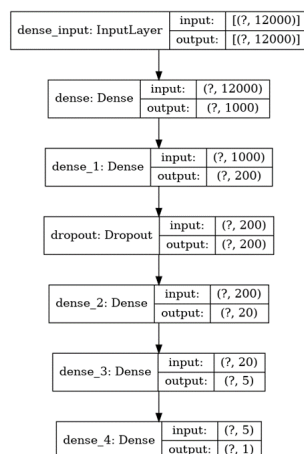 dense_input: InputLayer
input: [(?, 12000)]
output: [(?, 12000)]
dense: Dense
input: (?, 12000)
output: (?, 1000)
dense_1: Dense
input: (?, 1000)
output: (?, 200)
dropout: Dropout
input: (?, 200)
output: (?, 200)
dense_2: Dense
input: (?, 200)
output: (?, 20)
dense_3: Dense
input: (?, 20)
output: (?, 5)
dense_4: Dense
input: (?, 5)
output: (?, 1)